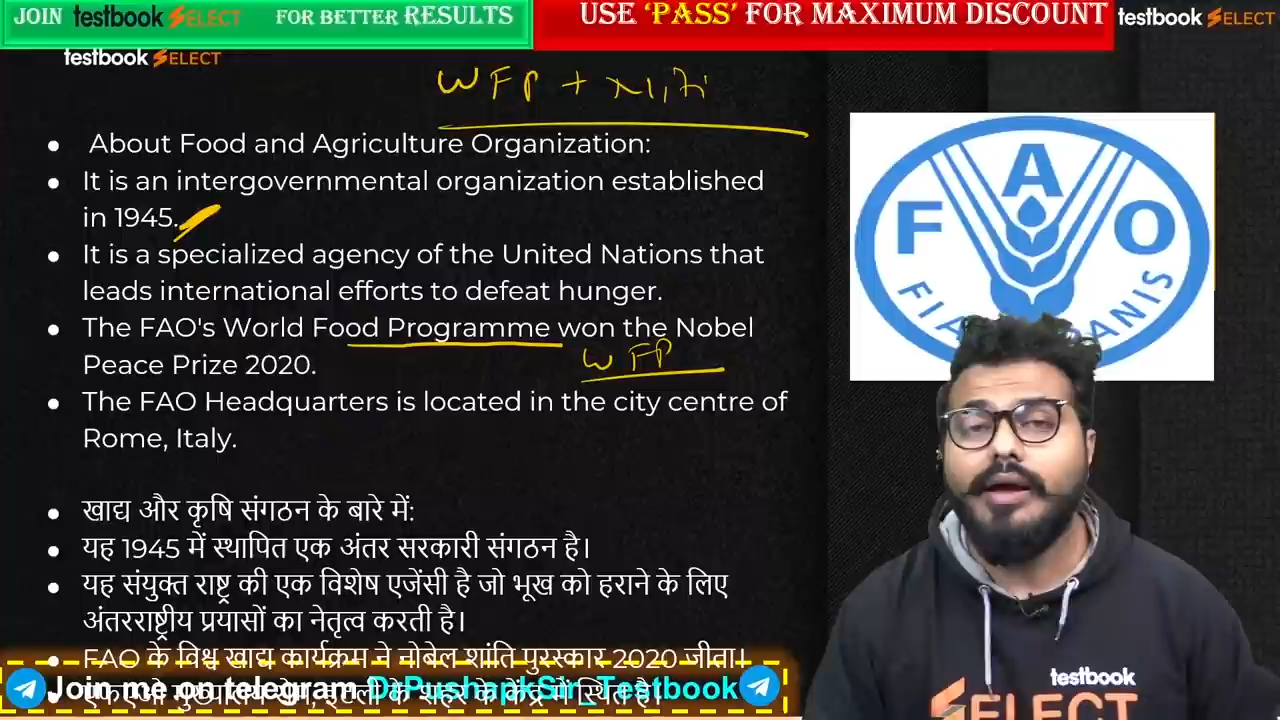 JOIN testbook SELECT FOR BETTER RESULTS USE ‘PASS’ FOR MAXIMUM DISCOUNT testbook SELECT
testbook SELECT
WFP +
• About Food and Agriculture Organization:
• It is an intergovernmental organization established
in 1945.
• It is a specialized agency of the United Nations that
leads international efforts to defeat hunger.
• The FAO's World Food Programme won the Nobel
WFP
Peace Prize 2020.
• The FAO Headquarters is located in the city centre of
Rome, Italy.
F A O
FIA ANIS
• खाद्य और कृषि संगठन के बारे में:
• यह 1945 में स्थापित एक अंतर सरकारी संगठन है।
• यह संयुक्त राष्ट्र की एक विशेष एजेंसी है जो भूख को हराने के लिए
अंतरराष्ट्रीय प्रयासों का नेतृत्व करती है।
• FAO के विश्व खाद्य कार्यक्रम ने नोबेल शांति पुरस्कार 2020 जीता।
Join me on telegram DrPushpakSir_Testbook
testbook
SELECT